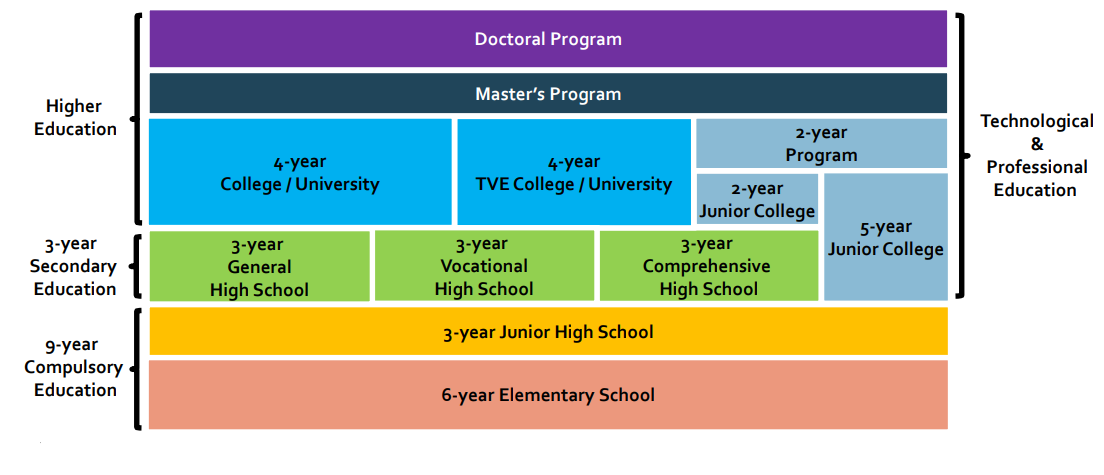 Doctoral Program
Master's Program
Higher
Education
4-year
College / University
4-year
TVE College / University
2-year
Program
2-year
Junior College
5-year
Junior College
Technological
&
Professional
Education
3-year
Secondary
Education
3-year
General
High School
3-year
Vocational
High School
3-year
Comprehensive
High School
9-year
Compulsory
Education
3-year Junior High School
6-year Elementary School